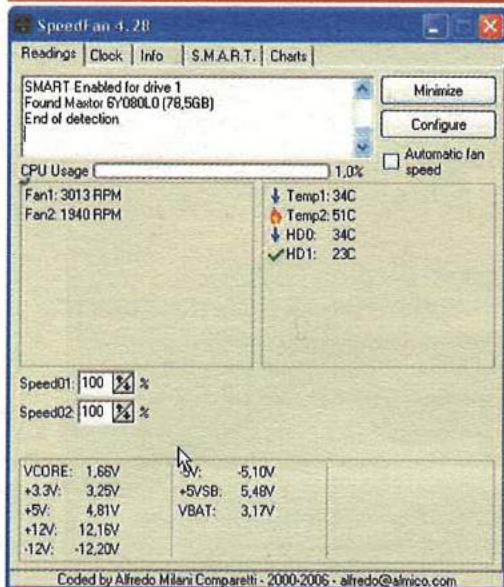 SpeedFan 4.28
Readings Clock Info S.M.A.R.T. Charts
SMART Enabled for drive 1
Found Maxtor 6Y080L0 (78,5GB)
End of detection
Minimize
Configure
Automatic fan
speed
CPU Usage 1,0%
Fan1: 3013 RPM
Fan2: 1940 RPM
Temp1: 34C
Temp2: 51C
HD0: 34C
HD1: 23C
Speed01: 100 %
Speed02: 100 %
VCORE: 1,66V
+3.3V: 3,25V
+5V: 4,81V
+12V: 12,16V
-12V: -12,20V
-5V: -5,10V
+5VSB: 5,48V
VBAT: 3,17V
Coded by Alfredo Milani Comparetti - 2000-2006 - alfredo@almico.com